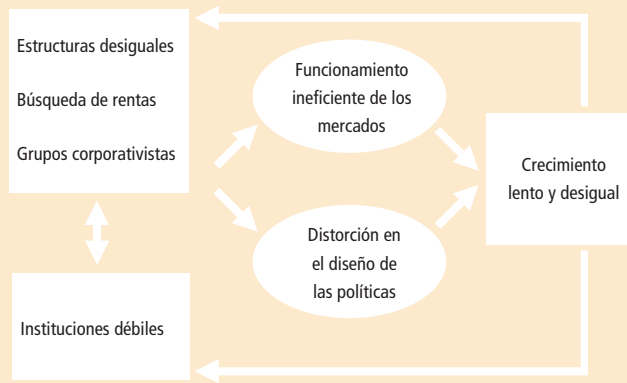 Estructuras desiguales
Búsqueda de rentas
Grupos corporativistas
Funcionamiento
ineficiente de los
mercados
Crecimiento
lento y desigual
Distorción en
el diseño de
las políticas
Instituciones débiles